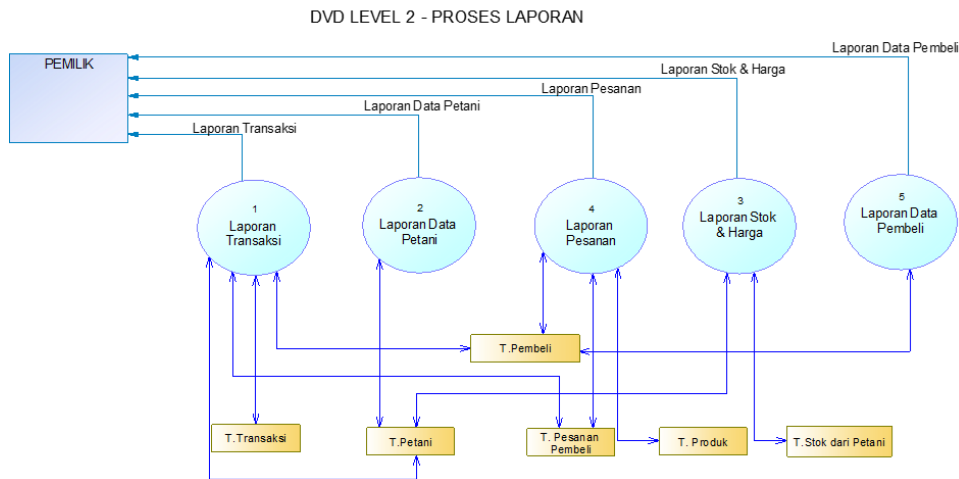 DVD LEVEL 2 - PROSES LAPORAN
PEMILIK
Laporan Data Pembeli
Laporan Stok & Harga
Laporan Pesanan
Laporan Data Petani
Laporan Transaksi
1
Laporan
Transaksi
2
Laporan Data
Petani
4
Laporan
Pesanan
3
Laporan Stok
& Harga
5
Laporan Data
Pembeli
T.Pembeli
T.Transaksi
T.Petani
T. Pesanan
Pembeli
T. Produk
T.Stok dari Petani